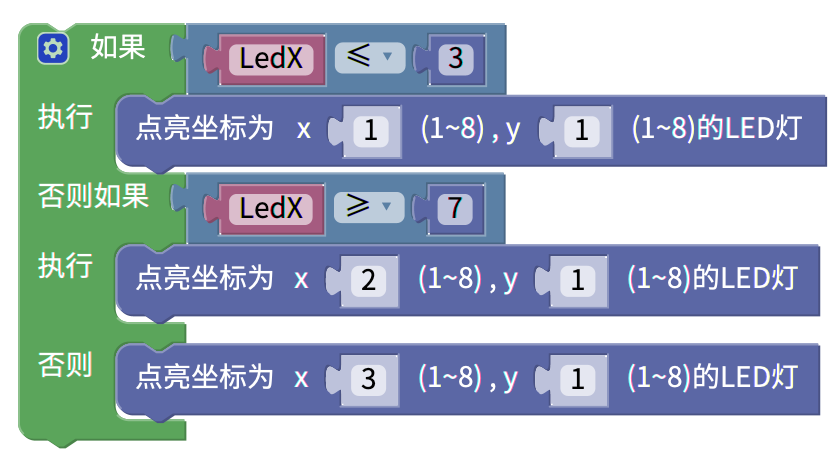 如果 LedX ≤ 3
执行 点亮坐标为 x 1 (1~8) , y 1 (1~8)的LED灯
否则如果 LedX ≥ 7
执行 点亮坐标为 x 2 (1~8) , y 1 (1~8)的LED灯
否则 点亮坐标为 x 3 (1~8) , y 1 (1~8)的LED灯